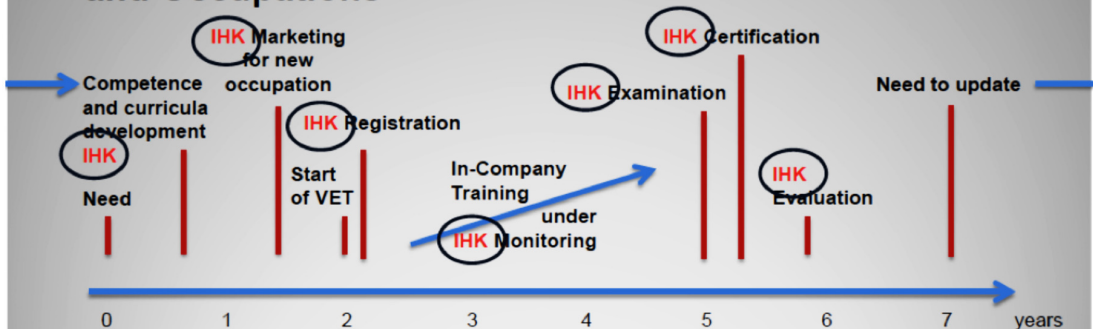 and Occupations
IHK Marketing
for new
occupation
Competence
and curricula
development
IHK
Need
IHK Registration
Start
of VET
In-Company
Training
under
IHK Monitoring
IHK Examination
IHK Certification
IHK
Evaluation
Need to update
0 1 2 3 4 5 6 7 years